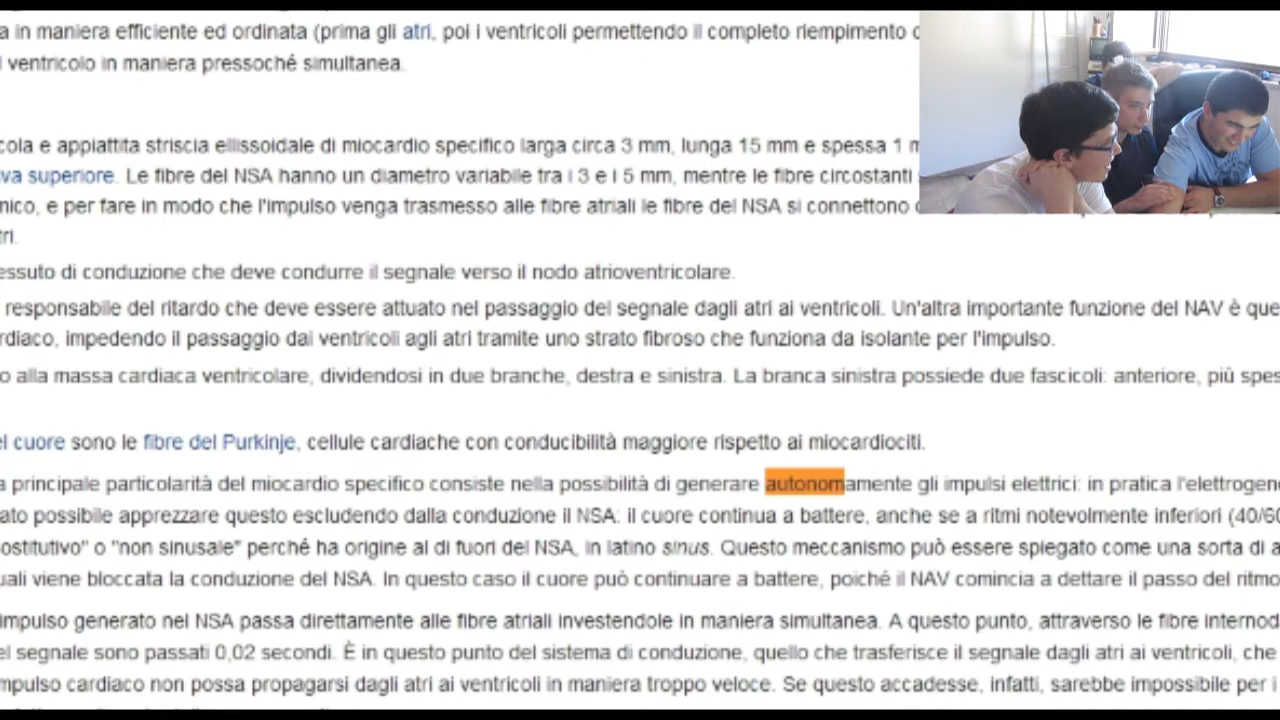 a in maniera efficiente ed ordinata (prima gli atri, poi i ventricoli permettendo il completo riempimento
ventricolo in maniera pressoché simultanea.
cola e appiattita striscia ellissoidale di miocardio specifico larga circa 3 mm, lunga 15 mm e spessa 1
va superiore. Le fibre del NSA hanno un diametro variabile tra i 3 e i 5 mm, mentre le fibre circostanti
nico, e per fare in modo che l'impulso venga trasmesso alle fibre atriali le fibre del NSA si connettono
tri.
essuto di conduzione che deve condurre il segnale verso il nodo atrioventricolare.
responsabile del ritardo che deve essere attuato nel passaggio del segnale dagli atri ai ventricoli. Un'altra importante funzione del NAV è que
rdiaco, impedendo il passaggio dai ventricoli agli atri tramite uno strato fibroso che funziona da isolante per l'impulso.
o alla massa cardiaca ventricolare, dividendosi in due branche, destra e sinistra. La branca sinistra possiede due fascicoli: anteriore, più spes
el cuore sono le fibre del Purkinje, cellule cardiache con conducibilità maggiore rispetto ai miocardiociti.
a principale particolarità del miocardio specifico consiste nella possibilità di generare autonomamente gli impulsi elettrici: in pratica l'elettrogen
ato possibile apprezzare questo escludendo dalla conduzione il NSA: il cuore continua a battere, anche se a ritmi notevolmente inferiori (40/60
ostitutivo" o "non sinusale" perché ha origine al di fuori del NSA, in latino sinus. Questo meccanismo può essere spiegato come una sorta di a
uali viene bloccata la conduzione del NSA. In questo caso il cuore può continuare a battere, poiché il NAV comincia a dettare il passo del ritmo
impulso generato nel NSA passa direttamente alle fibre atriali investendole in maniera simultanea. A questo punto, attraverso le fibre internod
el segnale sono passati 0,02 secondi. È in questo punto del sistema di conduzione, quello che trasferisce il segnale dagli atri ai ventricoli, che
mpulso cardiaco non possa propagarsi dagli atri ai ventricoli in maniera troppo veloce. Se questo accadesse, infatti, sarebbe impossibile per i